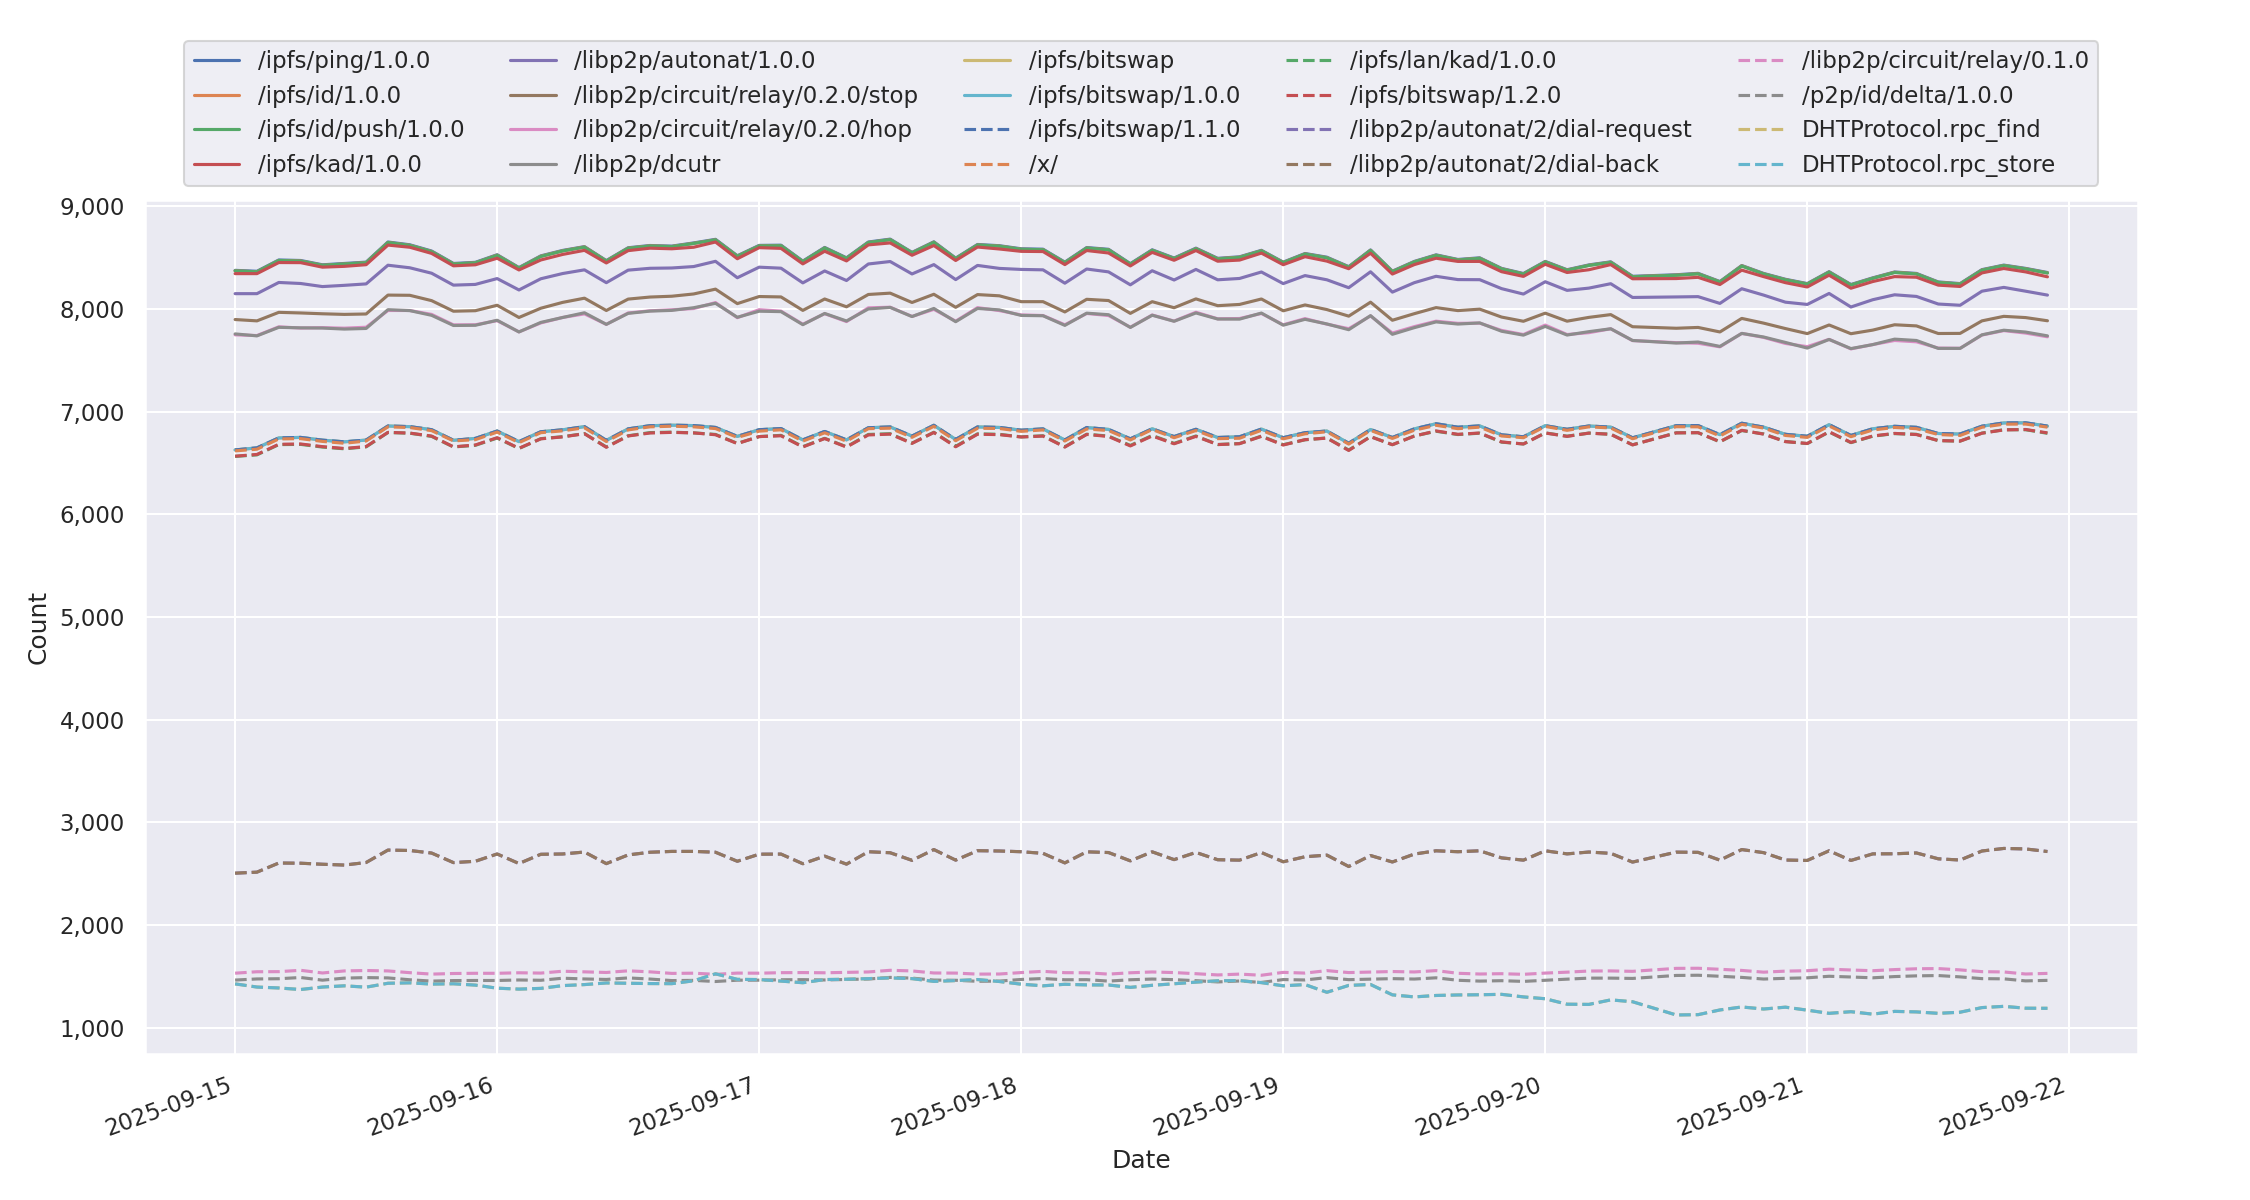 /ipfs/ping/1.0.0
/ipfs/id/1.0.0
/ipfs/id/push/1.0.0
/ipfs/kad/1.0.0
/libp2p/autonat/1.0.0
/libp2p/circuit/relay/0.2.0/stop
/libp2p/circuit/relay/0.2.0/hop
/libp2p/dcutr
/ipfs/bitswap
/ipfs/bitswap/1.0.0
/ipfs/bitswap/1.1.0
/x/
/ipfs/lan/kad/1.0.0
/ipfs/bitswap/1.2.0
/libp2p/autonat/2/dial-request
/libp2p/autonat/2/dial-back
/libp2p/circuit/relay/0.1.0
/p2p/id/delta/1.0.0
DHTProtocol.rpc_find
DHTProtocol.rpc_store
9,000
8,000
7,000
6,000
5,000
4,000
3,000
2,000
1,000
Count
2025-09-15
2025-09-16
2025-09-17
2025-09-18
2025-09-19
2025-09-20
2025-09-21
2025-09-22
Date